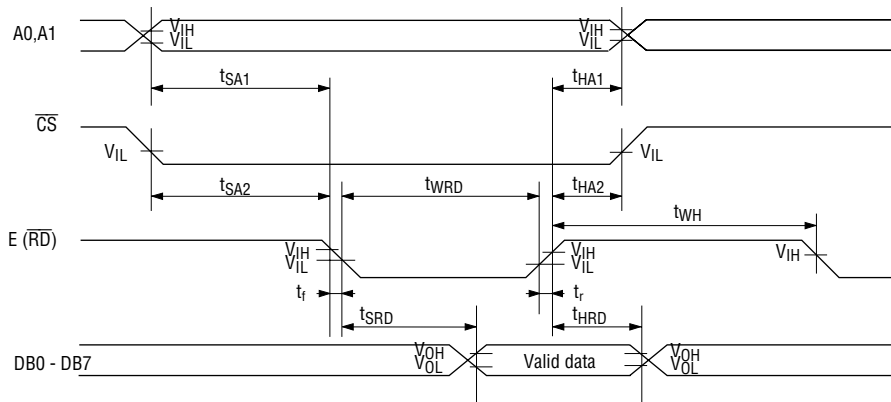 A0,A1
VIH
VIL
VIH
VIL
tSA1
tHA1
CS
VIL
VIL
tSA2
tWRD
tHA2
tWH
E (RD)
VIH
VIL
VIH
VIL
VIH
tf
tr
tSRD
tHRD
DB0 - DB7
VOH
VOL
Valid data
VOH
VOL